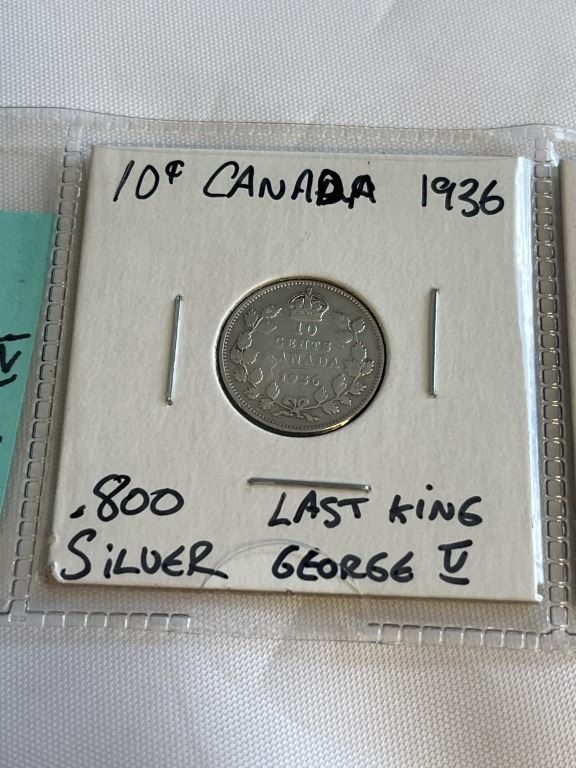 10¢ CANADA 1936
10
CENTS
CANADA
1936
.800 LAST KING
SILVER GEORGE V
V